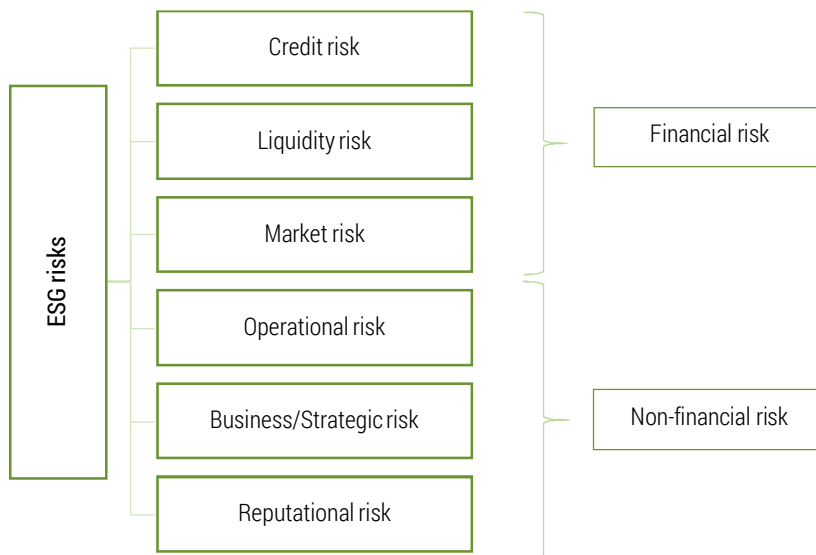 ESG risks
Credit risk
Liquidity risk
Market risk
Operational risk
Business/Strategic risk
Reputational risk
Financial risk
Non-financial risk